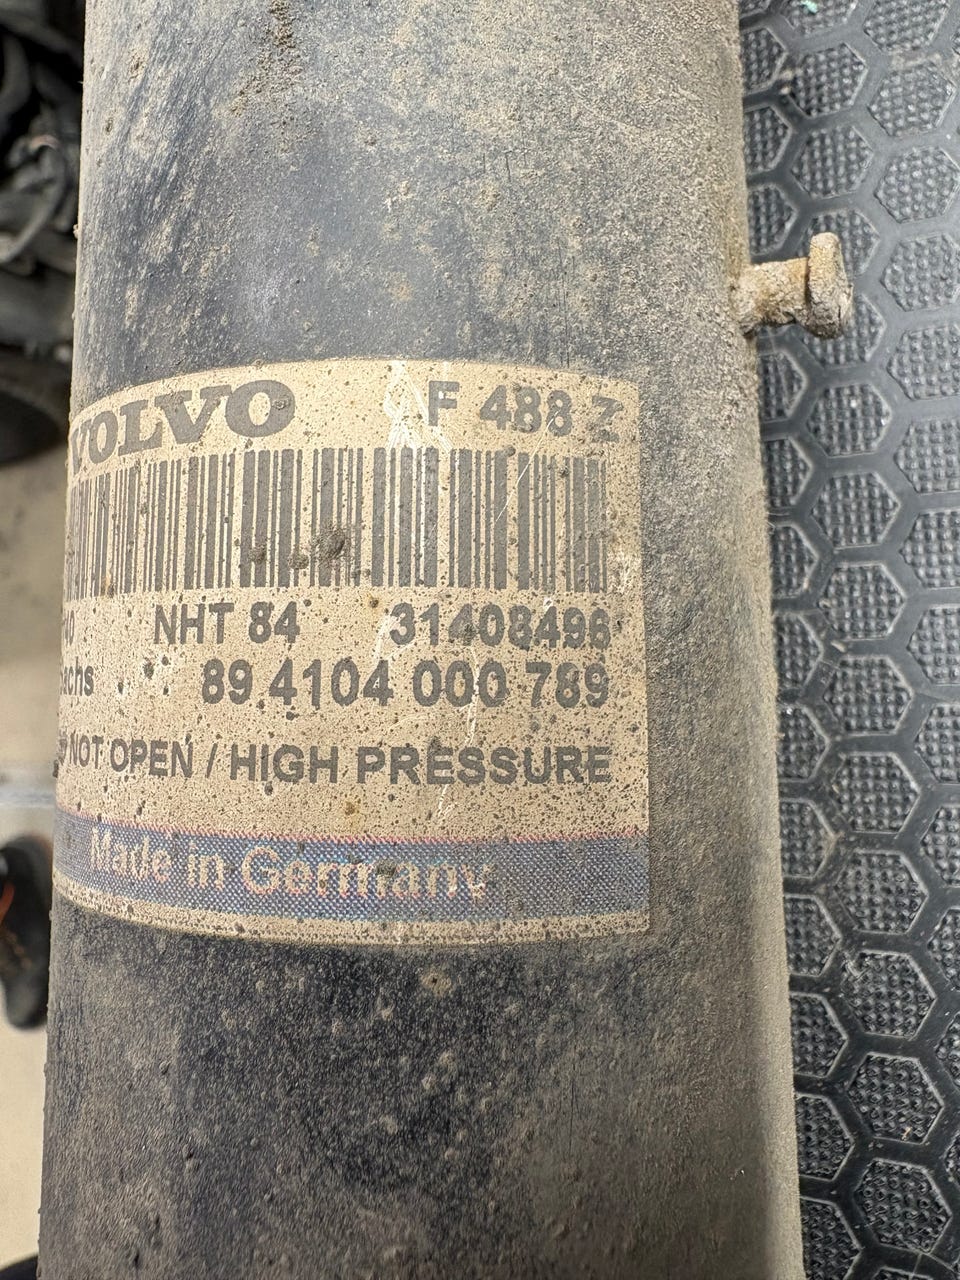 VOLVO F 488 Z
NHT 84 31408496
89 4104 000 789
NOT OPEN / HIGH PRESSURE
Made in Germany